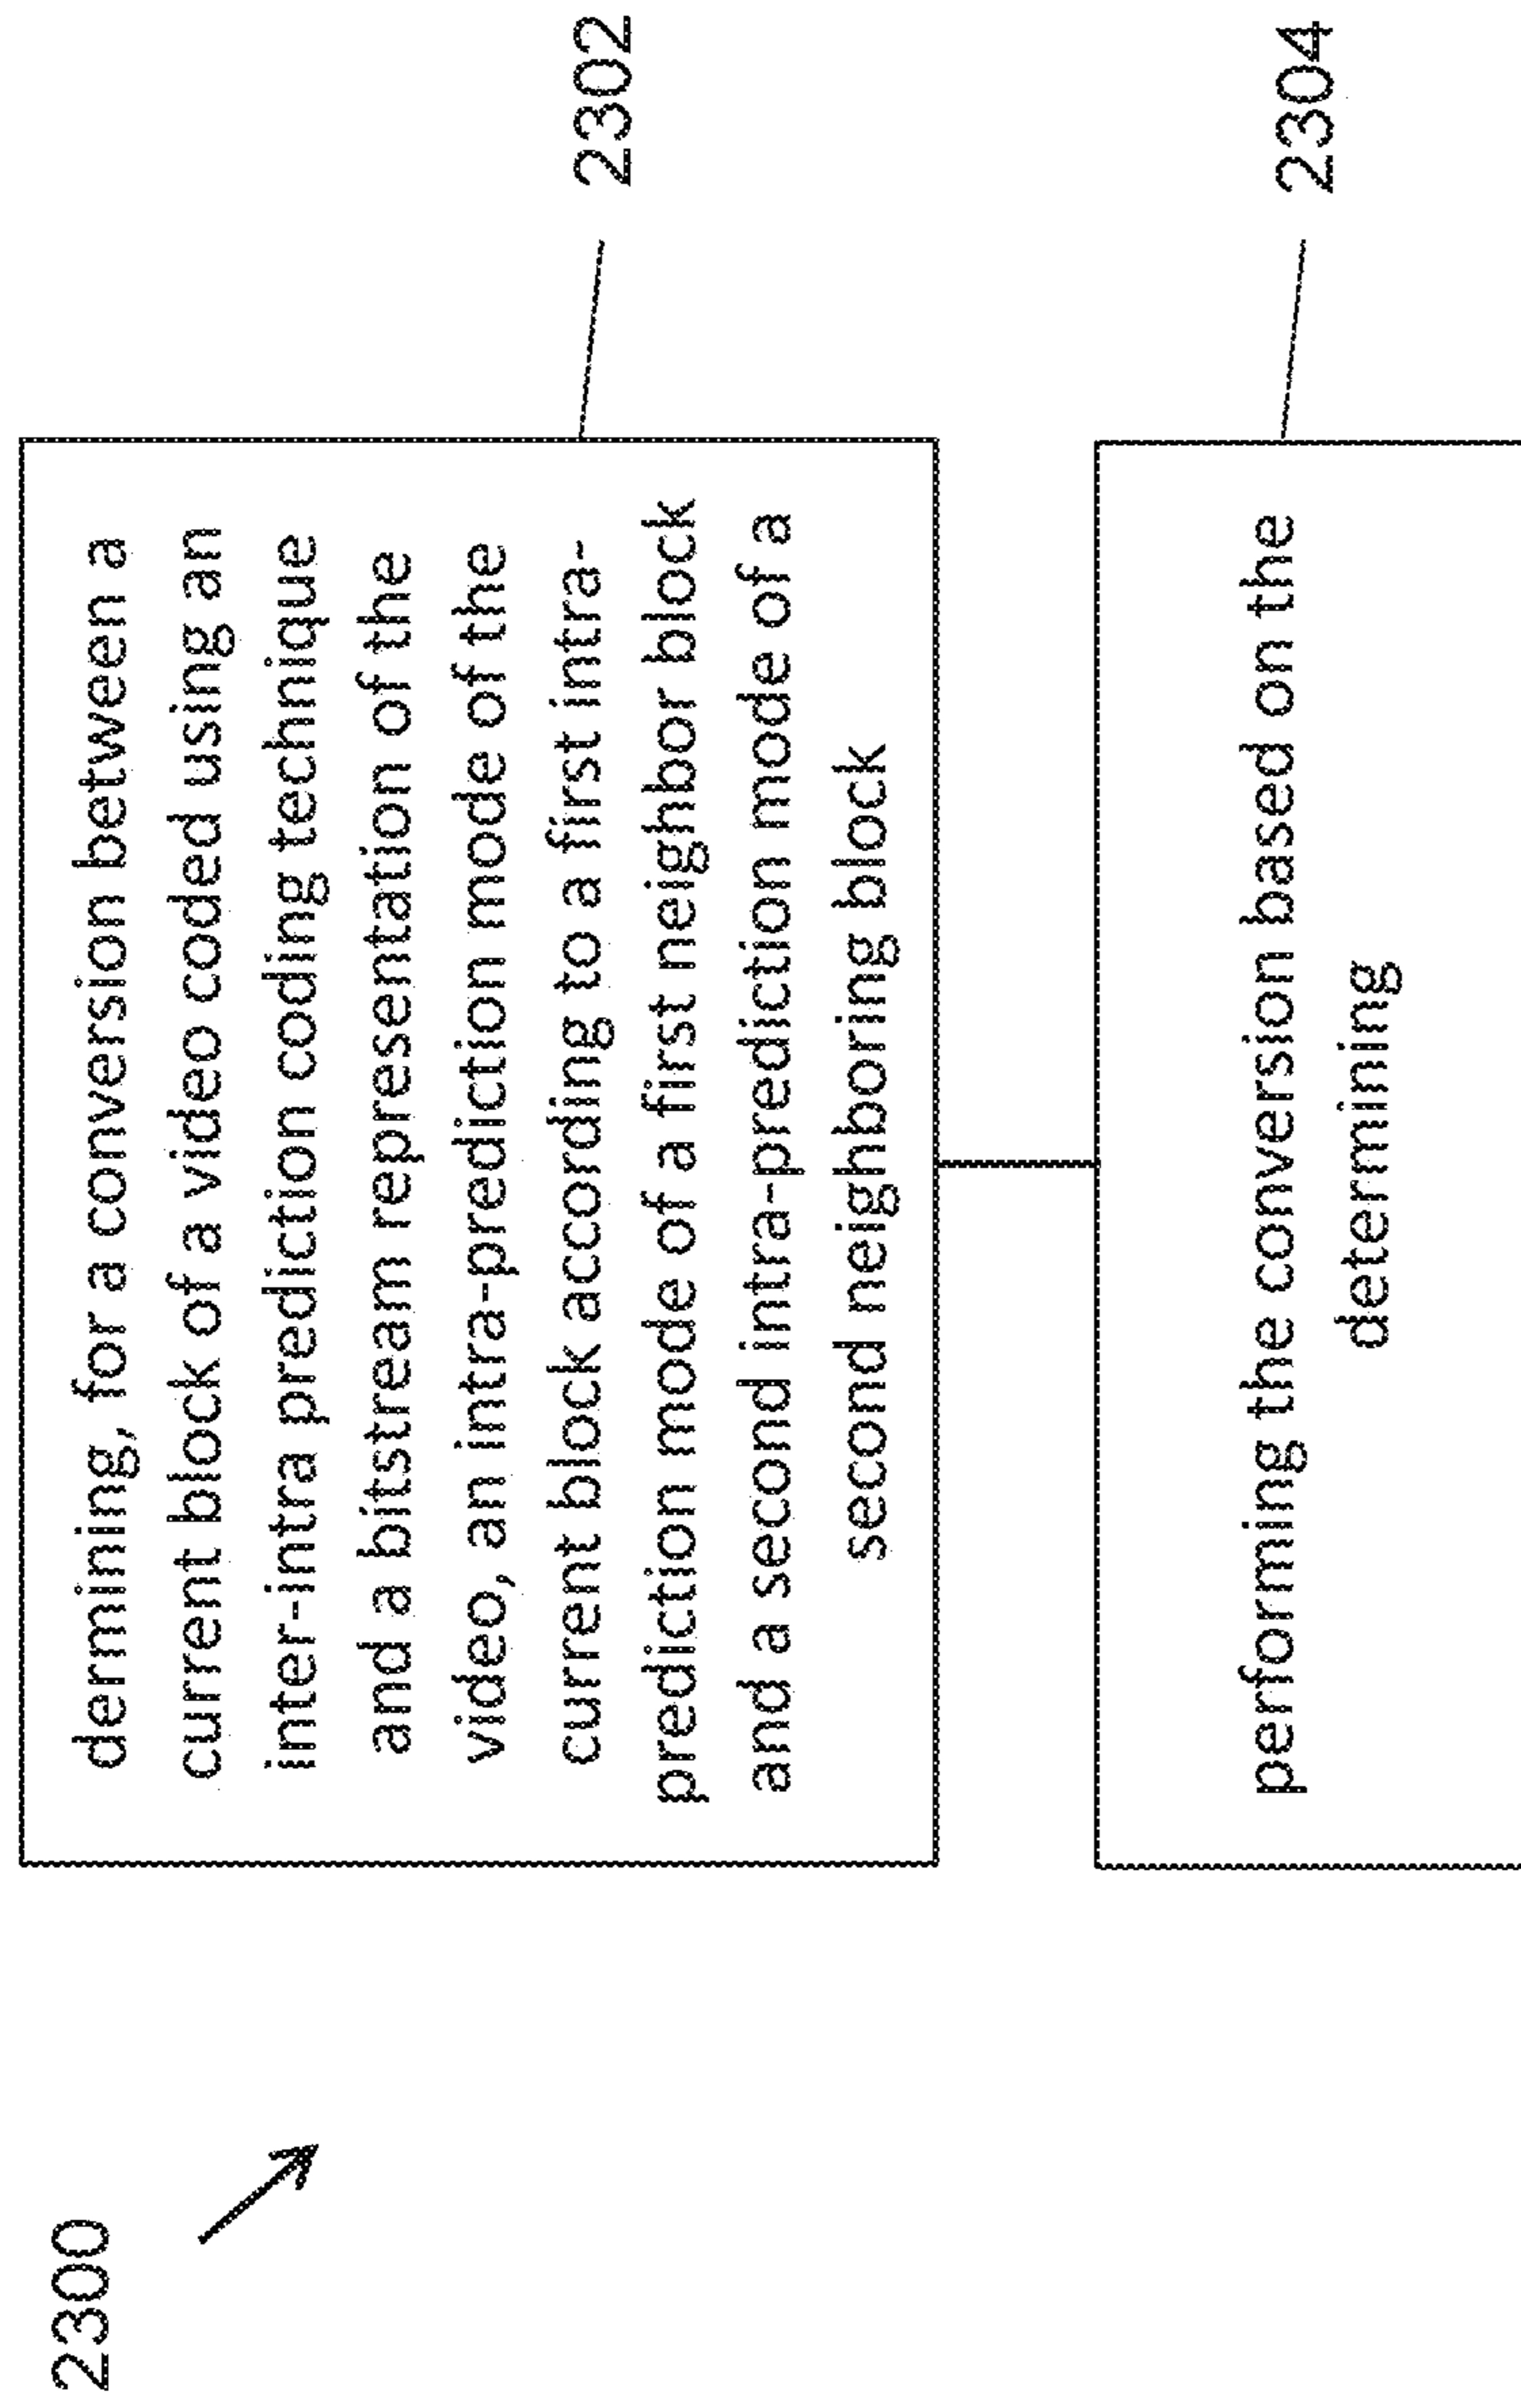 2300
dermining, for a conversion between a
current block of a video coded using an
inter-intra prediction coding technique
and a bitstream representation of the
video, an intra-prediction mode of the
current block according to a first intra-
prediction mode of a first neighbor block
and a second intra-prediction mode of a
second neighboring block
2302
performing the conversion based on the
determining
2304